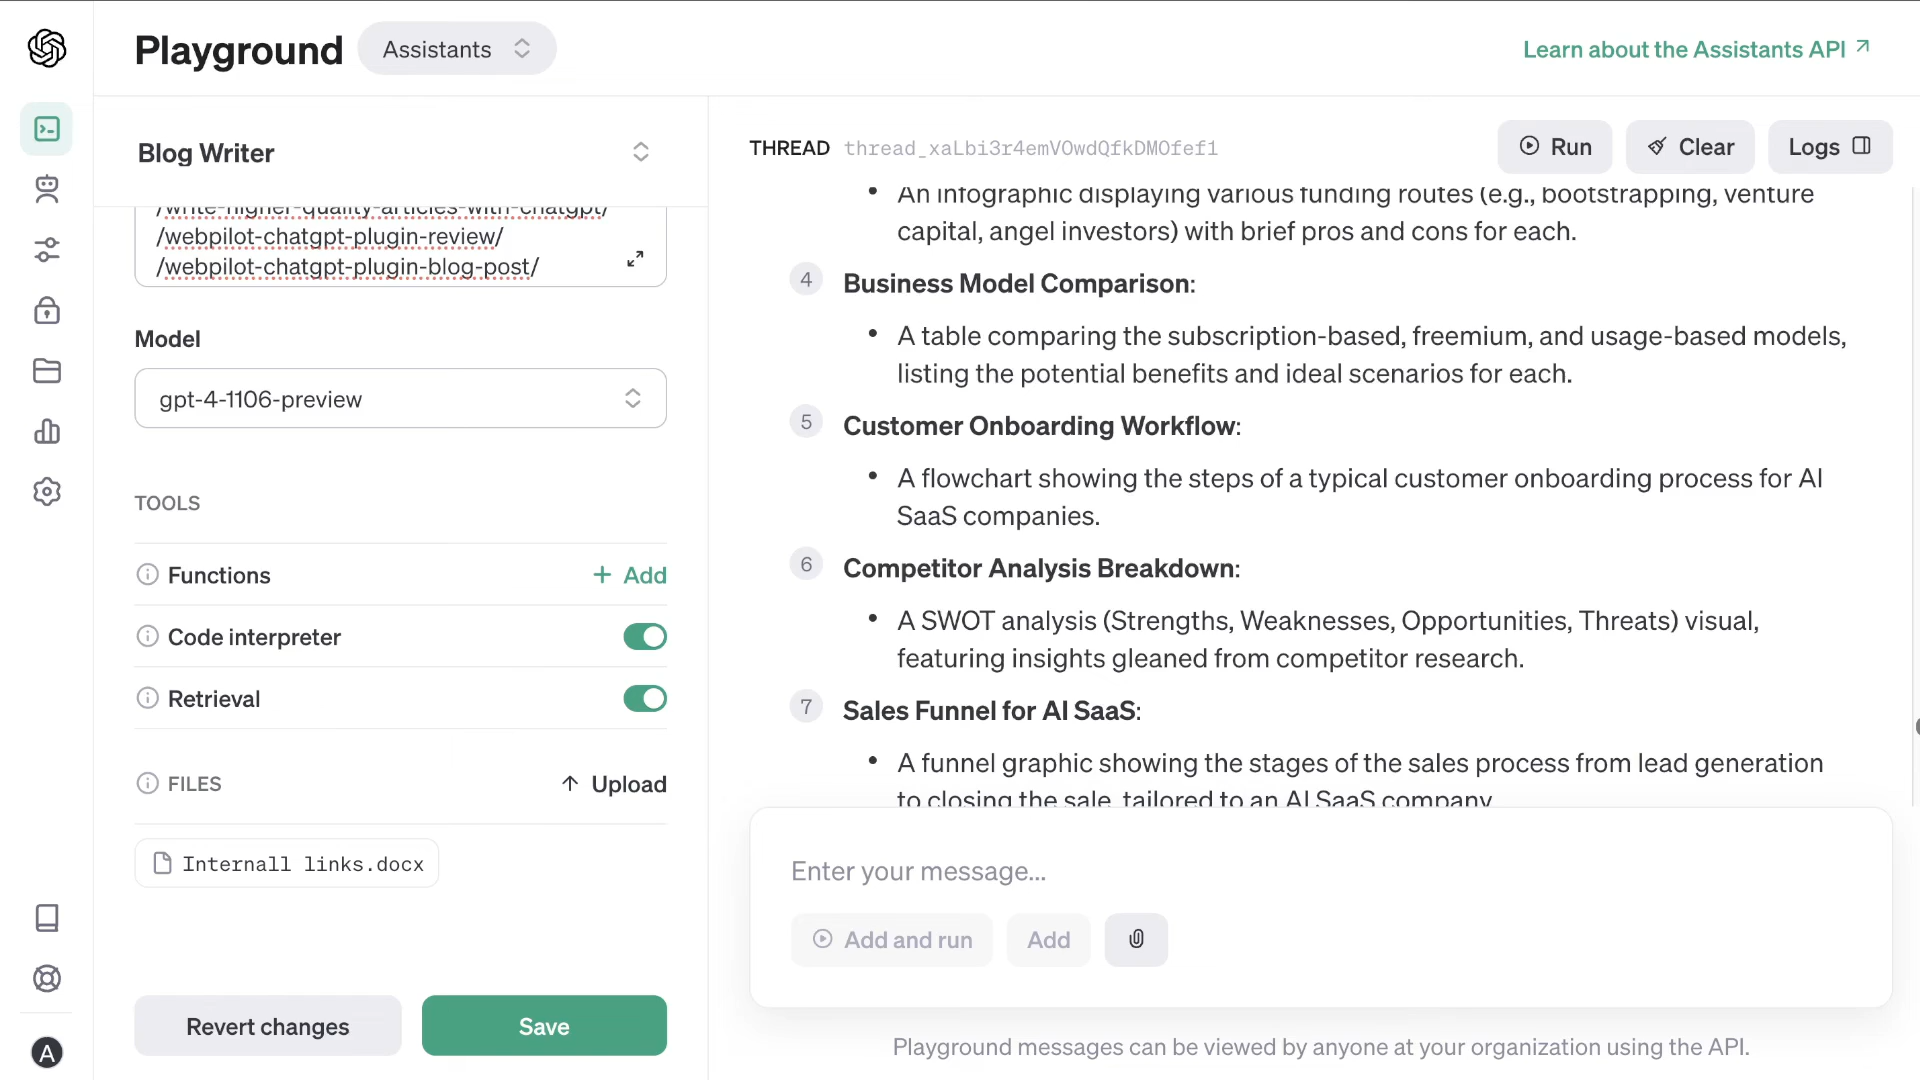 Playground
Assistants
Learn about the Assistants API
Blog Writer
/write-higher-quality-articles-with-chatgpt/
/webpilot-chatgpt-plugin-review/
/webpilot-chatgpt-plugin-blog-post/
Model
gpt-4-1106-preview
TOOLS
Functions
+ Add
Code interpreter
Retrieval
FILES
Upload
Internall links.docx
Revert changes
Save
A
THREAD thread_xaLbi3r4emVOwdQfkDMOfef1
Run
Clear
Logs
• An infographic displaying various funding routes (e.g., bootstrapping, venture
capital, angel investors) with brief pros and cons for each.
4 Business Model Comparison:
• A table comparing the subscription-based, freemium, and usage-based models,
listing the potential benefits and ideal scenarios for each.
5 Customer Onboarding Workflow:
• A flowchart showing the steps of a typical customer onboarding process for AI
SaaS companies.
6 Competitor Analysis Breakdown:
• A SWOT analysis (Strengths, Weaknesses, Opportunities, Threats) visual,
featuring insights gleaned from competitor research.
7 Sales Funnel for AI SaaS:
• A funnel graphic showing the stages of the sales process from lead generation
to closing the sale, tailored to an AI SaaS company.
Enter your message...
Add and run
Add
Playground messages can be viewed by anyone at your organization using the API.